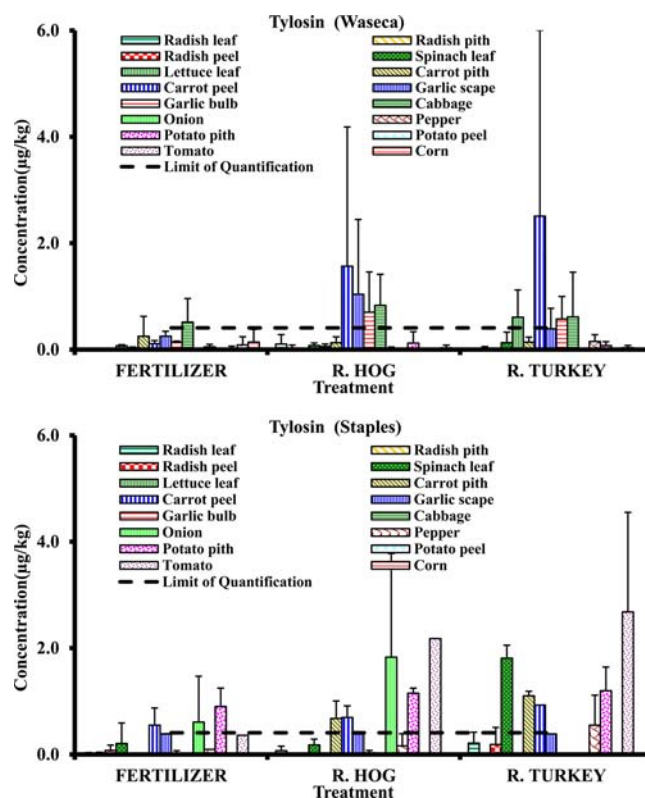 Tylosin (Waseca)
6.0
4.0
2.0
0.0
Concentration(µg/kg)
Radish leaf
Radish peel
Lettuce leaf
Carrot peel
Garlic bulb
Onion
Potato pith
Tomato
Limit of Quantification
Radish pith
Spinach leaf
Carrot pith
Garlic scape
Cabbage
Pepper
Potato peel
Corn
FERTILIZER R. HOG R. TURKEY
Treatment
Tylosin (Staples)
6.0
4.0
2.0
0.0
Concentration(µg/kg)
Radish leaf
Radish peel
Lettuce leaf
Carrot peel
Garlic bulb
Onion
Potato pith
Tomato
Limit of Quantification
Radish pith
Spinach leaf
Carrot pith
Garlic scape
Cabbage
Pepper
Potato peel
Corn
FERTILIZER R. HOG R. TURKEY
Treatment